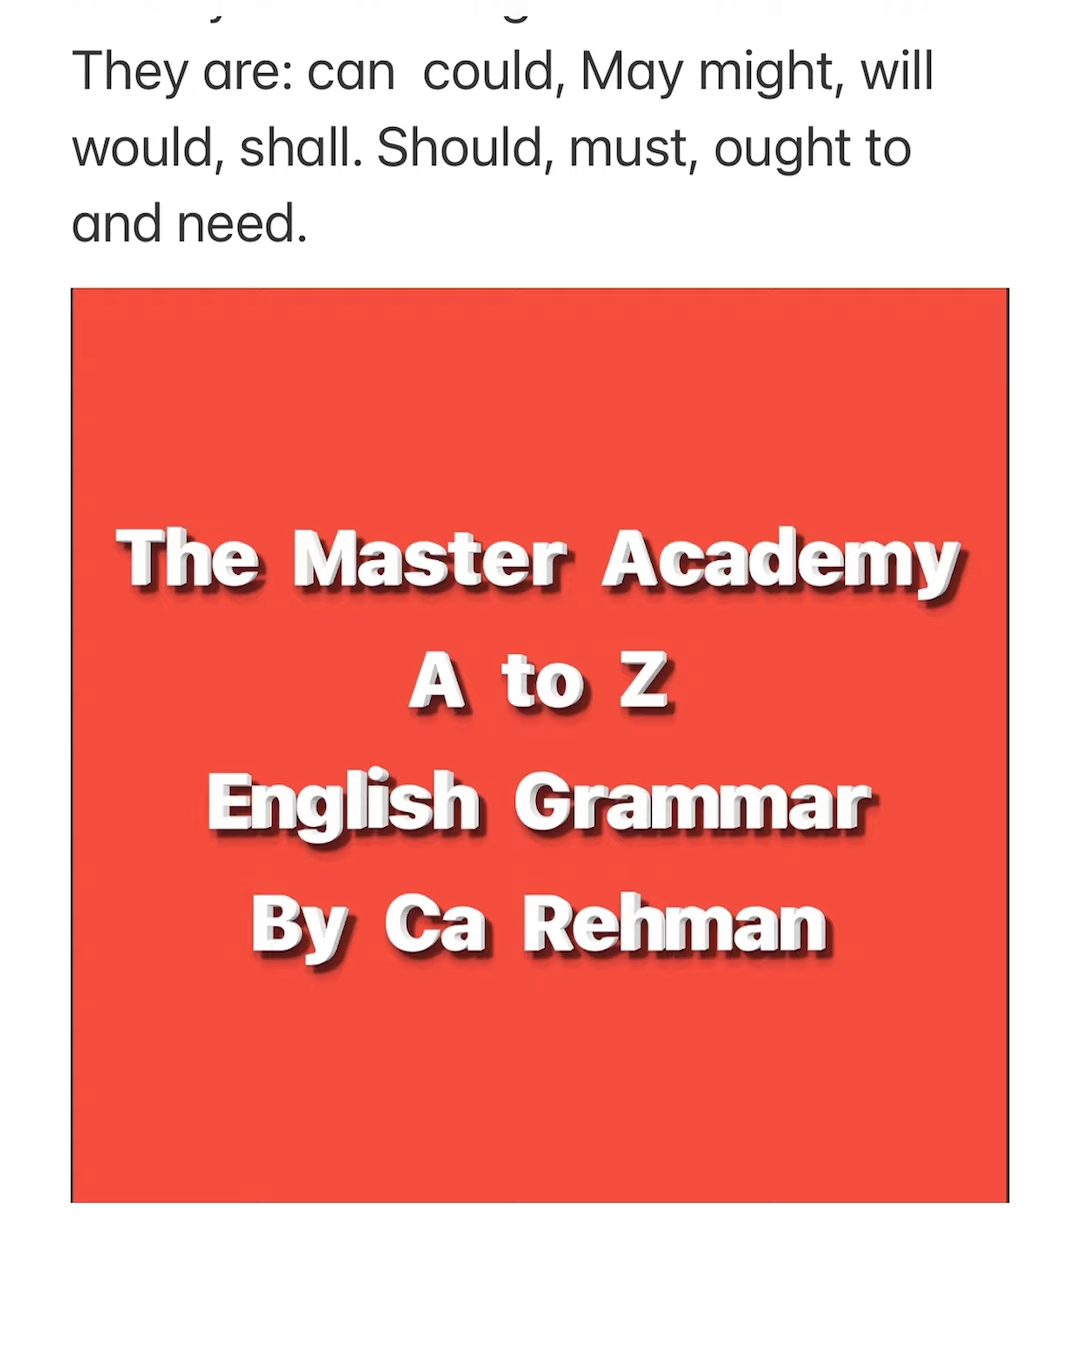 They are: can  could, May might, will
would, shall. Should, must, ought to
and need.
The Master Academy
A to Z
English Grammar
By Ca Rehman